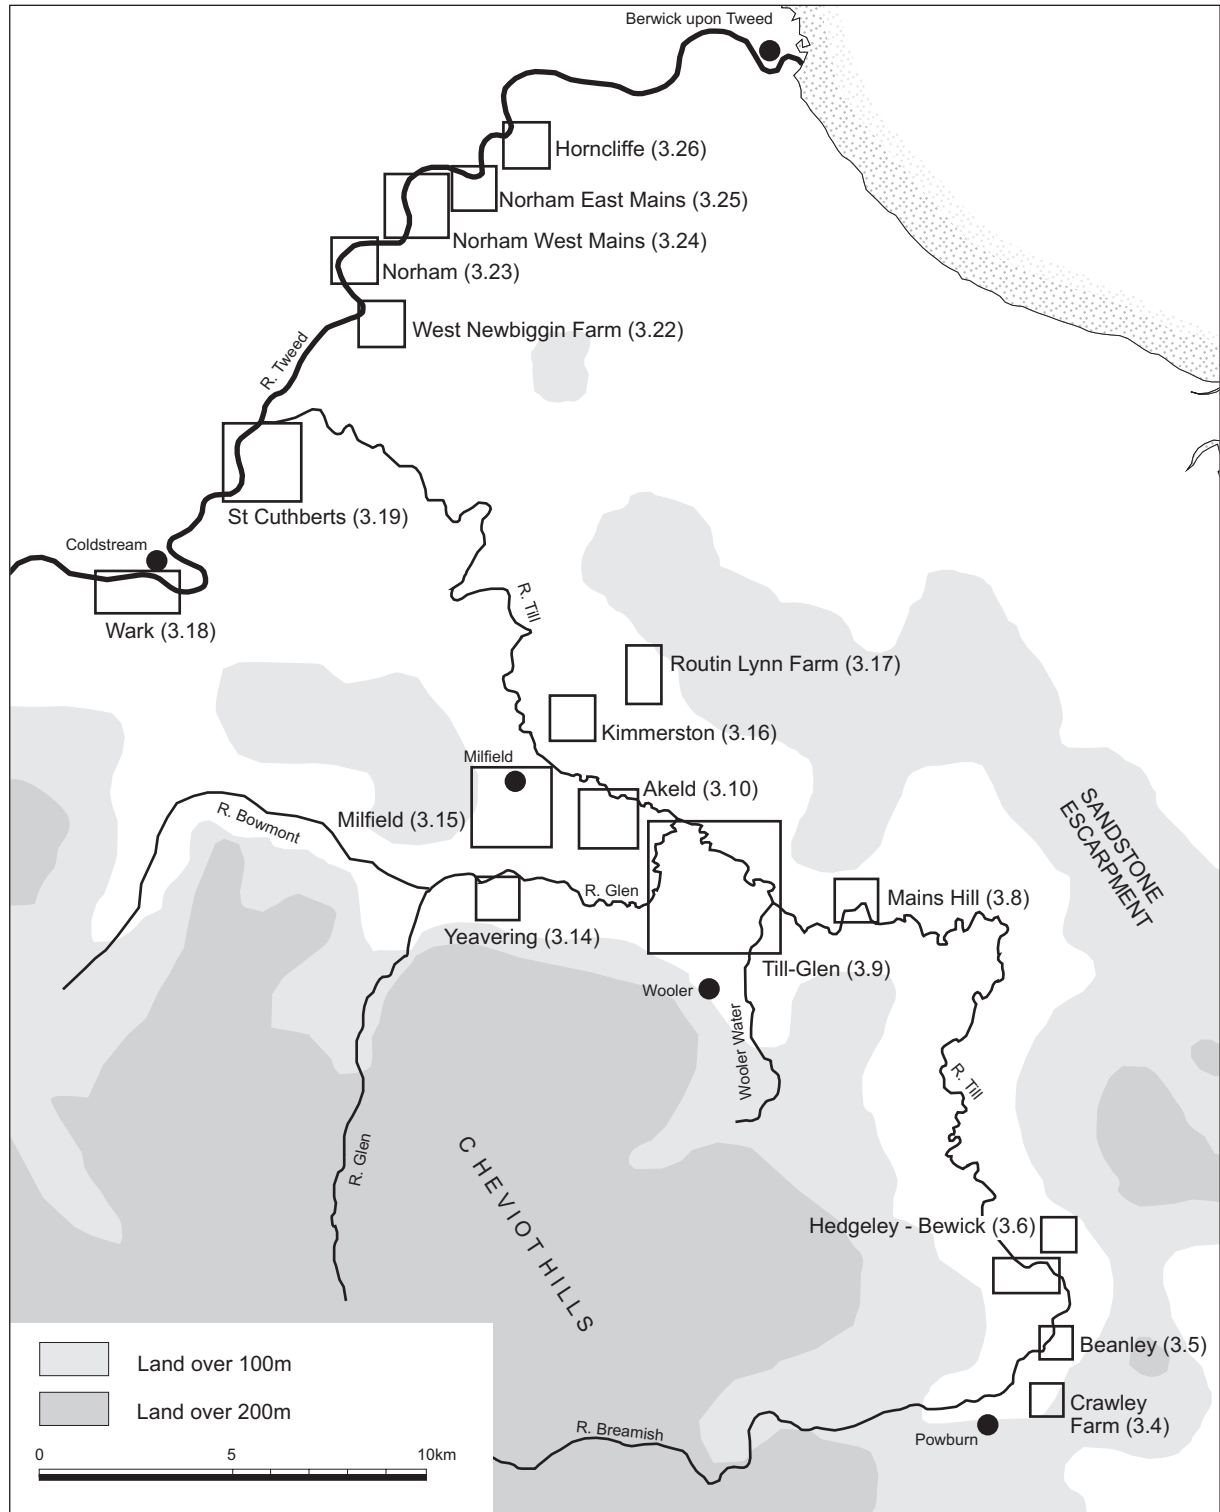 Berwick upon Tweed
Horncliffe (3.26)
Norham East Mains (3.25)
Norham West Mains (3.24)
Norham (3.23)
West Newbiggin Farm (3.22)
R. Tweed
St Cuthberts (3.19)
Coldstream
Wark (3.18)
R. Till
Routin Lynn Farm (3.17)
Kimmerston (3.16)
Milfield
Akeld (3.10)
Milfield (3.15)
R. Bowmont
SANDSTONE
ESCARPMENT
R. Glen
Mains Hill (3.8)
Yeavering (3.14)
Till-Glen (3.9)
Wooler
Wooler Water
R. Till
R. Glen
CHEVIOT HILLS
Hedgeley - Bewick (3.6)
Beanley (3.5)
Crawley
Farm (3.4)
Powburn
R. Breamish
Land over 100m
Land over 200m
0 5 10km